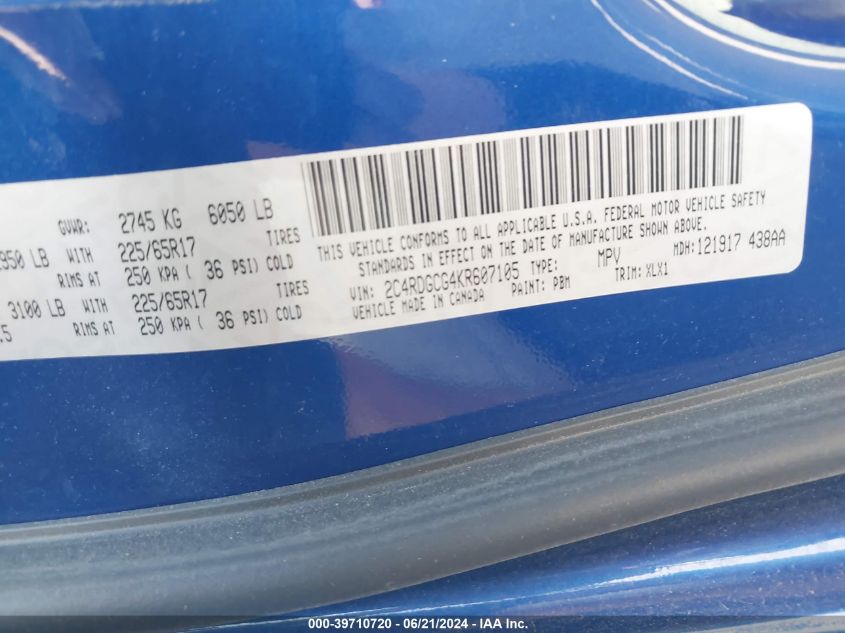 GVWR: 2745 KG 6050 LB
950 LB WITH 225/65R17 TIRES
RIMS AT 250 KPA ( 36 PSI) COLD
3100 LB WITH 225/65R17 TIRES
.5 RIMS AT 250 KPA ( 36 PSI) COLD
THIS VEHICLE CONFORMS TO ALL APPLICABLE U.S.A. FEDERAL MOTOR VEHICLE SAFETY
STANDARDS IN EFFECT ON THE DATE OF MANUFACTURE SHOWN ABOVE.
VIN: 2C4RDGCG4KR607105 TYPE: MPV MDH:121917 438AA
VEHICLE MADE IN CANADA PAINT: PBM TRIM: XLX1
000-39710720 - 06/21/2024 - IAA Inc.